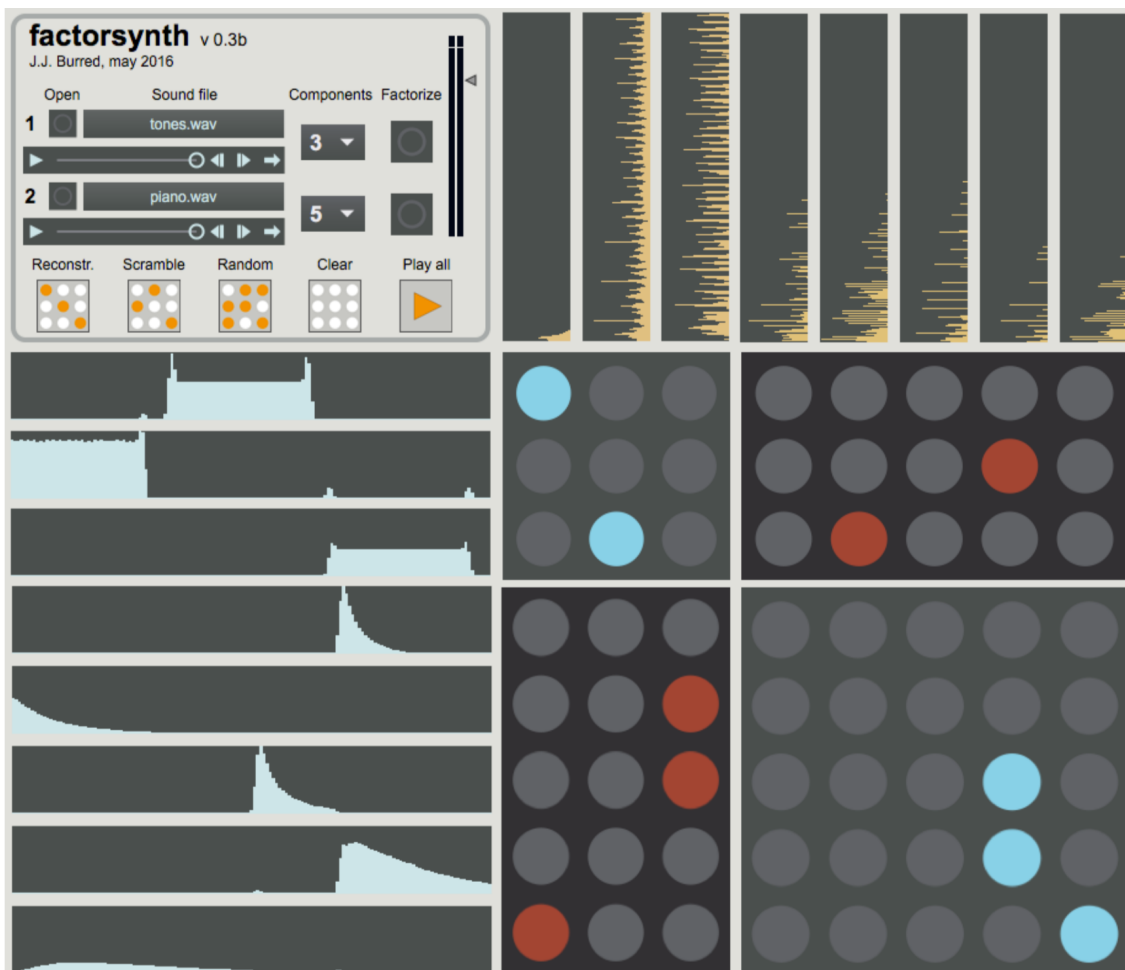 factorsynth v 0.3b
J.J. Burred, may 2016
Open Sound file Components Factorize
1 tones.wav 3
2 piano.wav 5
Reconstr. Scramble Random Clear Play all